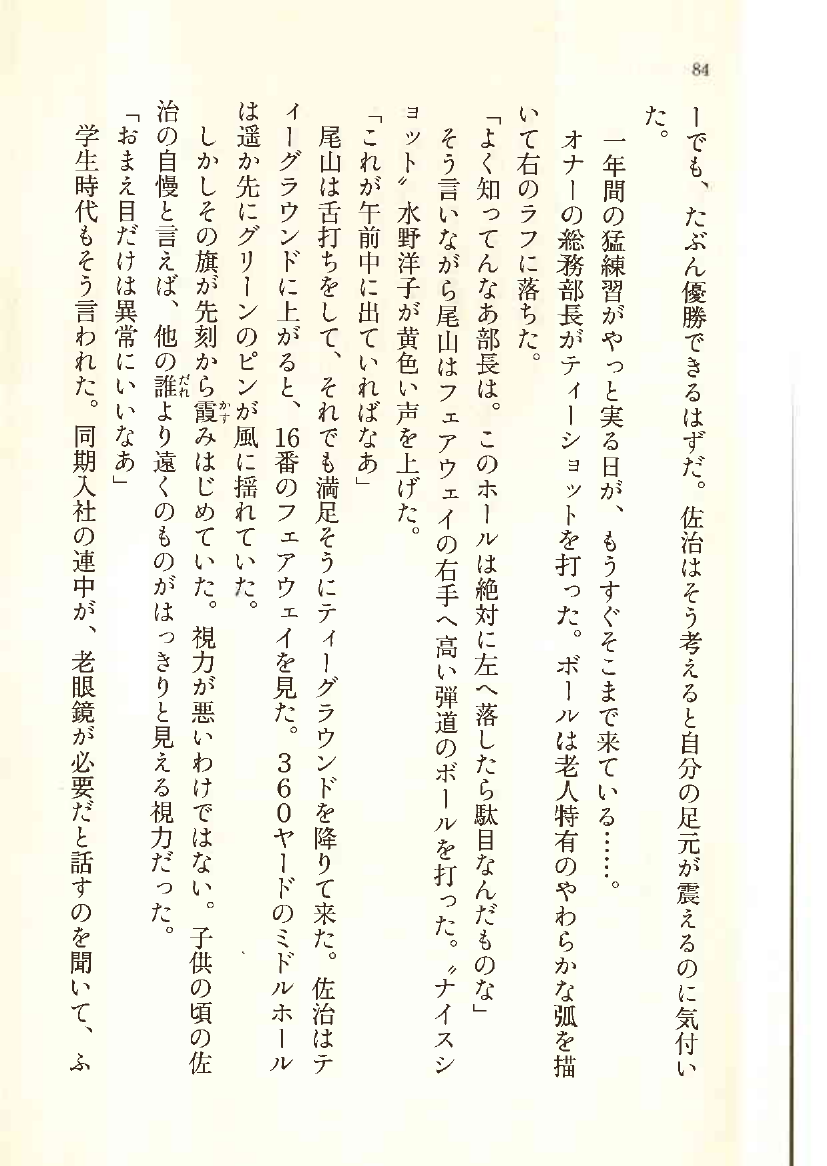 84
ーでも、たぶん優勝できるはずだ。佐治はそう考えると自分の足元が震えるのに気付い
た。
一年間の猛練習がやっと実る日が、もうすぐそこまで来ている……。
オナーの総務部長がティーショットを打った。ボールは老人特有のやわらかな弧を描
いて右のラフに落ちた。
「よく知ってんなあ部長は。このホールは絶対に左へ落したら駄目なんだものな」
そう言いながら尾山はフェアウェイの右手へ高い弾道のボールを打った。〝ナイスシ
ョット〟水野洋子が黄色い声を上げた。
「これが午前中に出ていればなあ」
尾山は舌打ちをして、それでも満足そうにティーグラウンドを降りて来た。佐治はテ
ィーグラウンドに上がると、16番のフェアウェイを見た。360ヤードのミドルホール
は遥か先にグリーンのピンが風に揺れていた。
しかしその旗が先刻から霞みはじめていた。視力が悪いわけではない。子供の頃の佐
治の自慢と言えば、他の誰より遠くのものがはっきりと見える視力だった。
「おまえ目だけは異常にいいなあ」
学生時代もそう言われた。同期入社の連中が、老眼鏡が必要だと話すのを聞いて、ふ
かす
だれ